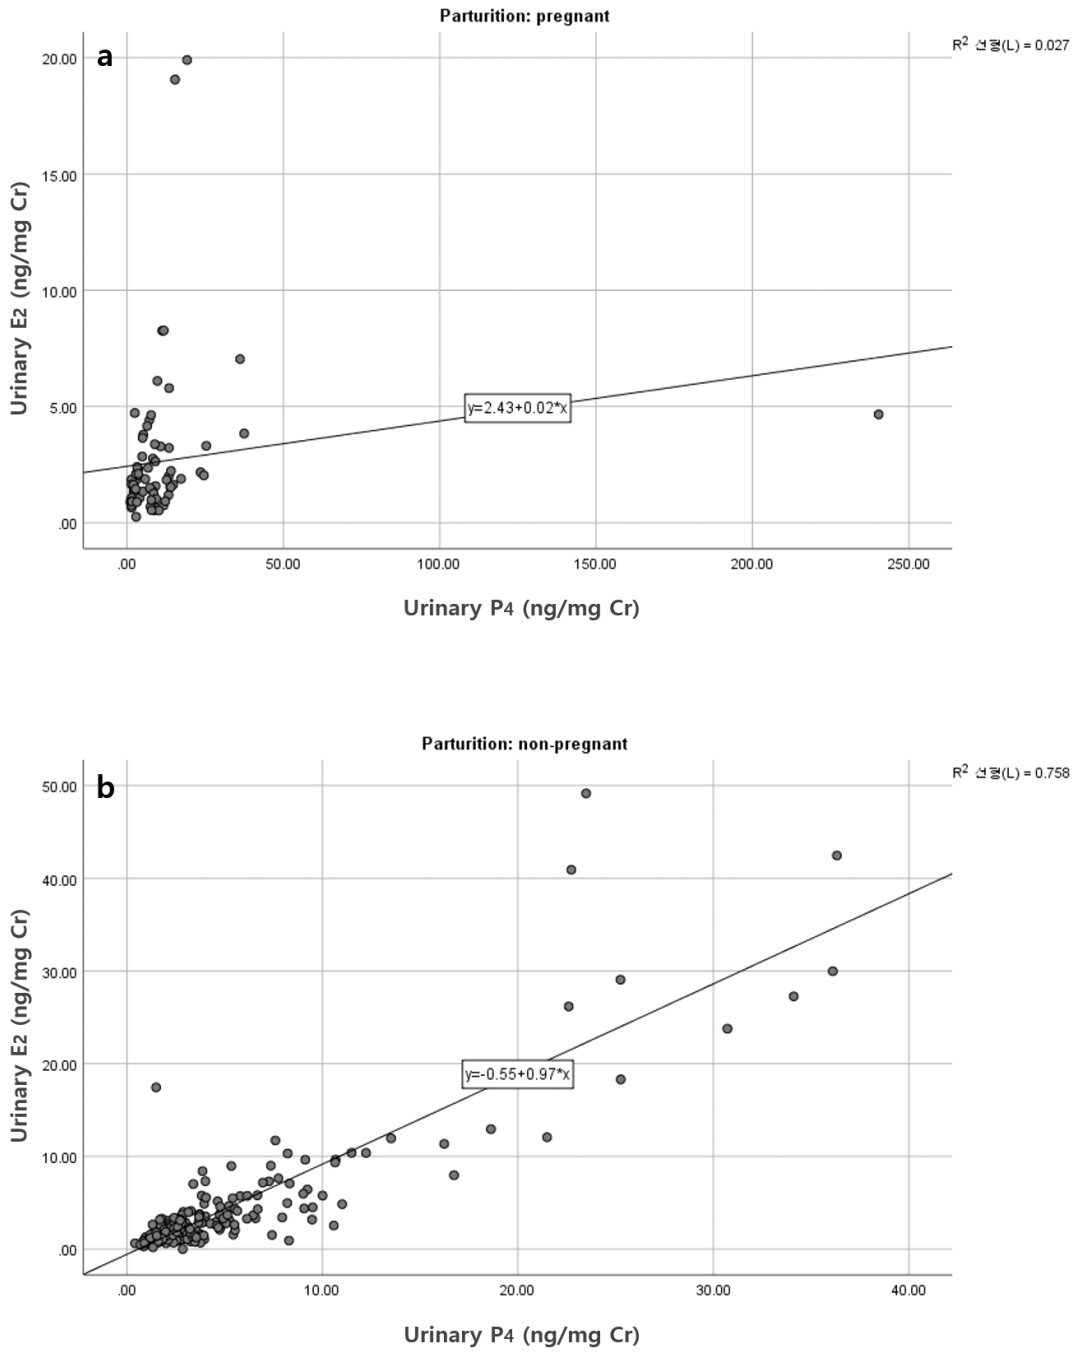 Parturition: pregnant
a
R² 선형(L) = 0.027
20.00
15.00
10.00
5.00
.00
Urinary E2 (ng/mg Cr)
y=2.43+0.02*x
.00 50.00 100.00 150.00 200.00 250.00
Urinary P4 (ng/mg Cr)
Parturition: non-pregnant
b
R² 선형(L) = 0.758
50.00
40.00
30.00
20.00
10.00
.00
Urinary E2 (ng/mg Cr)
y=-0.55+0.97*x
.00 10.00 20.00 30.00 40.00
Urinary P4 (ng/mg Cr)